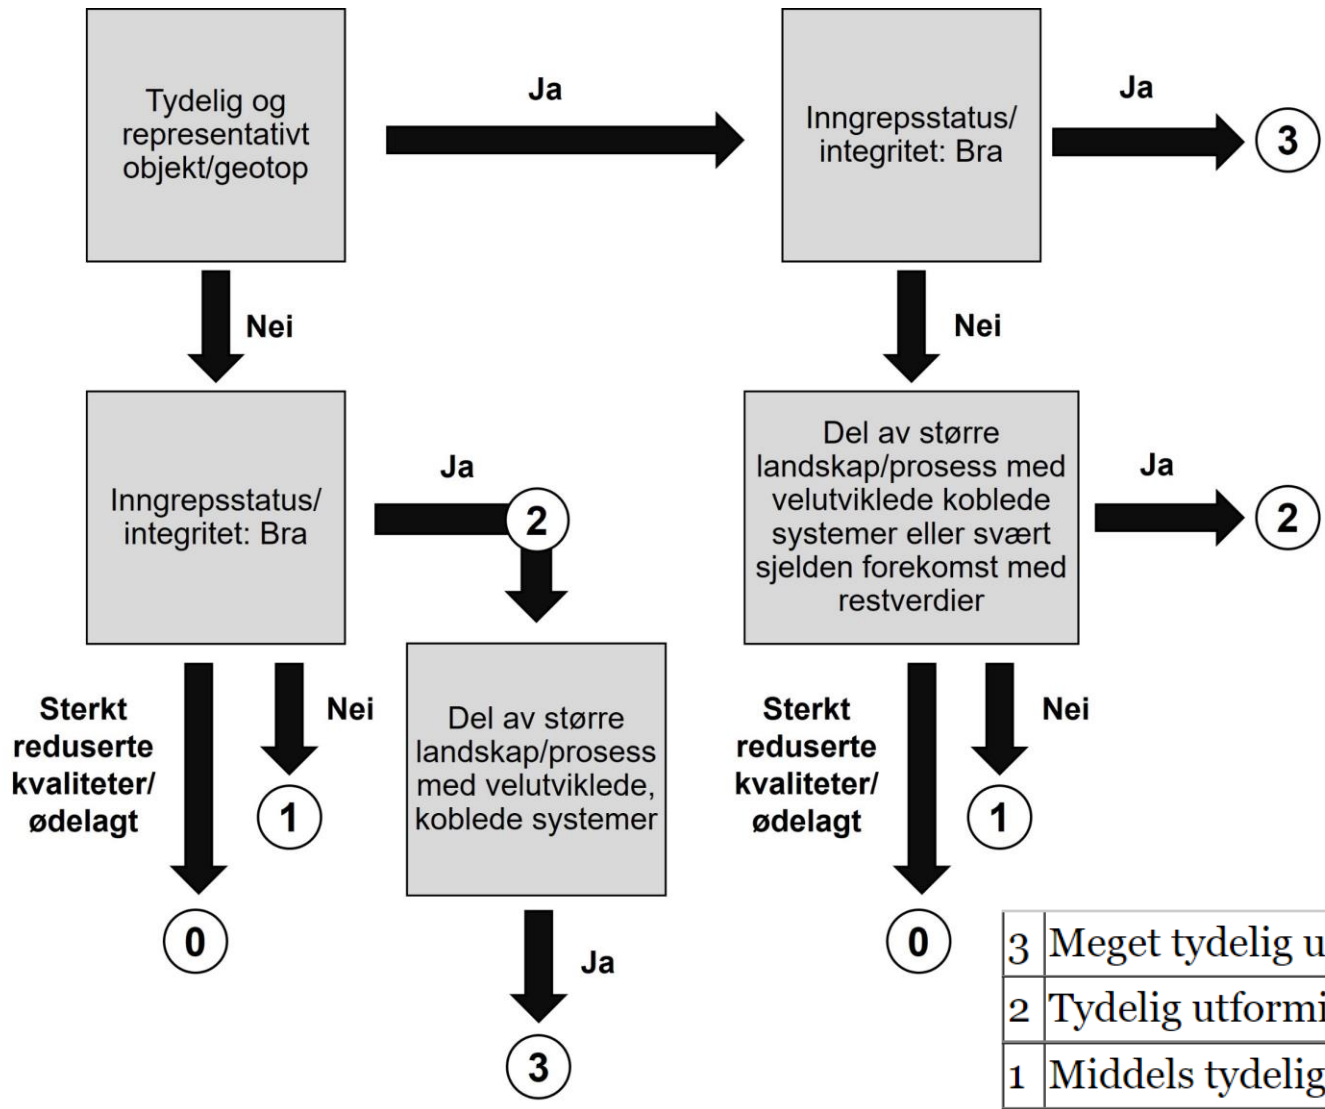 Tydelig og
representativt
objekt/geotop
Ja
Inngrepsstatus/
integritet: Bra
Ja
3
Nei
Nei
Inngrepsstatus/
integritet: Bra
Ja
2
Del av større
landskap/prosess med
velutviklede koblede
systemer eller svært
sjelden forekomst med
restverdier
Ja
2
Sterkt
reduserte
kvaliteter/
ødelagt
Nei
1
0
Del av større
landskap/prosess
med velutviklede,
koblede systemer
Ja
3
Sterkt
reduserte
kvaliteter/
ødelagt
Nei
1
0
3 Meget tydelig
2 Tydelig
1 Middels tydelig